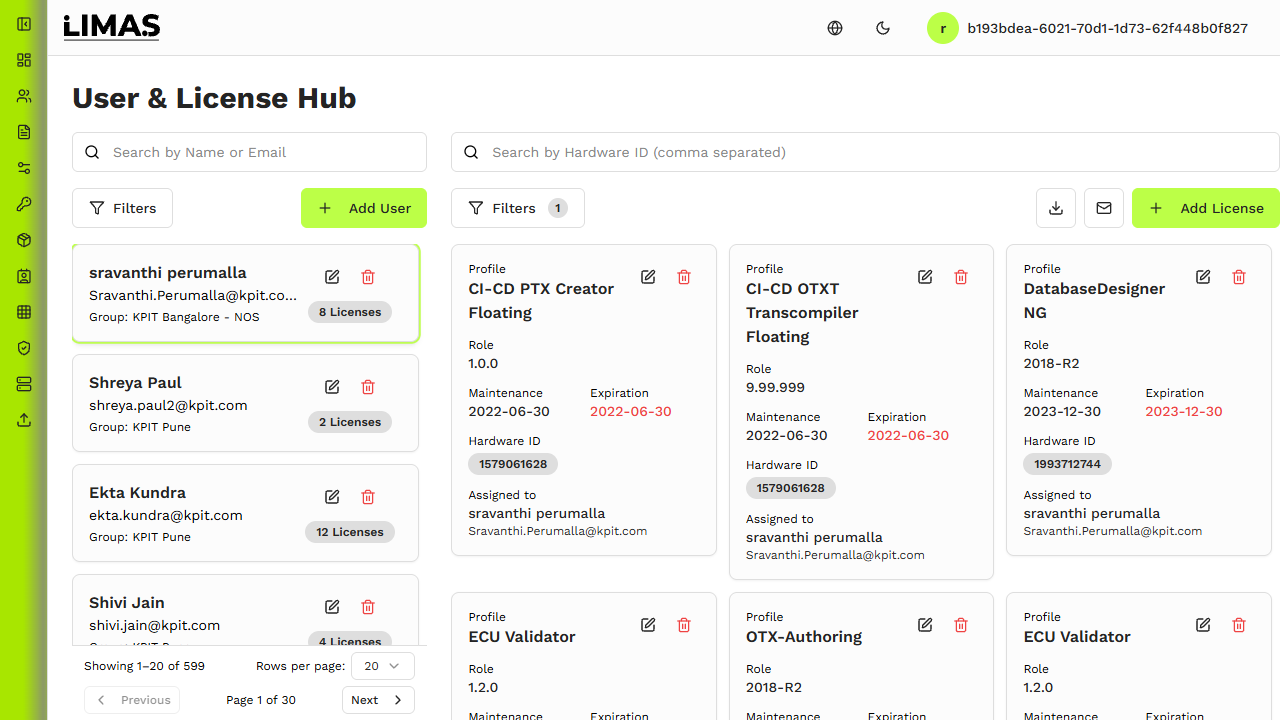 LIMAS
r
b193bdea-6021-70d1-1d73-62f448b0f827
User & License Hub
Search by Name or Email
Filters
Add User
sravanthi perumalla
Sravanthi.Perumalla@kpit.co...
Group: KPIT Bangalore - NOS
8 Licenses
Shreya Paul
shreya.paul2@kpit.com
Group: KPIT Pune
2 Licenses
Ekta Kundra
ekta.kundra@kpit.com
Group: KPIT Pune
12 Licenses
Shivi Jain
shivi.jain@kpit.com
4 Licenses
Showing 1–20 of 599
Rows per page:
20
Previous
Page 1 of 30
Next
Search by Hardware ID (comma separated)
Filters
1
Add License
Profile
CI-CD PTX Creator
Floating
Role
1.0.0
Maintenance
Expiration
2022-06-30
2022-06-30
Hardware ID
1579061628
Assigned to
sravanthi perumalla
Sravanthi.Perumalla@kpit.com
Profile
CI-CD OTXT
Transcompiler
Floating
Role
9.99.999
Maintenance
Expiration
2022-06-30
2022-06-30
Hardware ID
1579061628
Assigned to
sravanthi perumalla
Sravanthi.Perumalla@kpit.com
Profile
DatabaseDesigner
NG
Role
2018-R2
Maintenance
Expiration
2023-12-30
2023-12-30
Hardware ID
1993712744
Assigned to
sravanthi perumalla
Sravanthi.Perumalla@kpit.com
Profile
ECU Validator
Role
1.2.0
Maintenance
Expiration
Profile
OTX-Authoring
Role
2018-R2
Maintenance
Expiration
Profile
ECU Validator
Role
1.2.0
Maintenance
Expiration